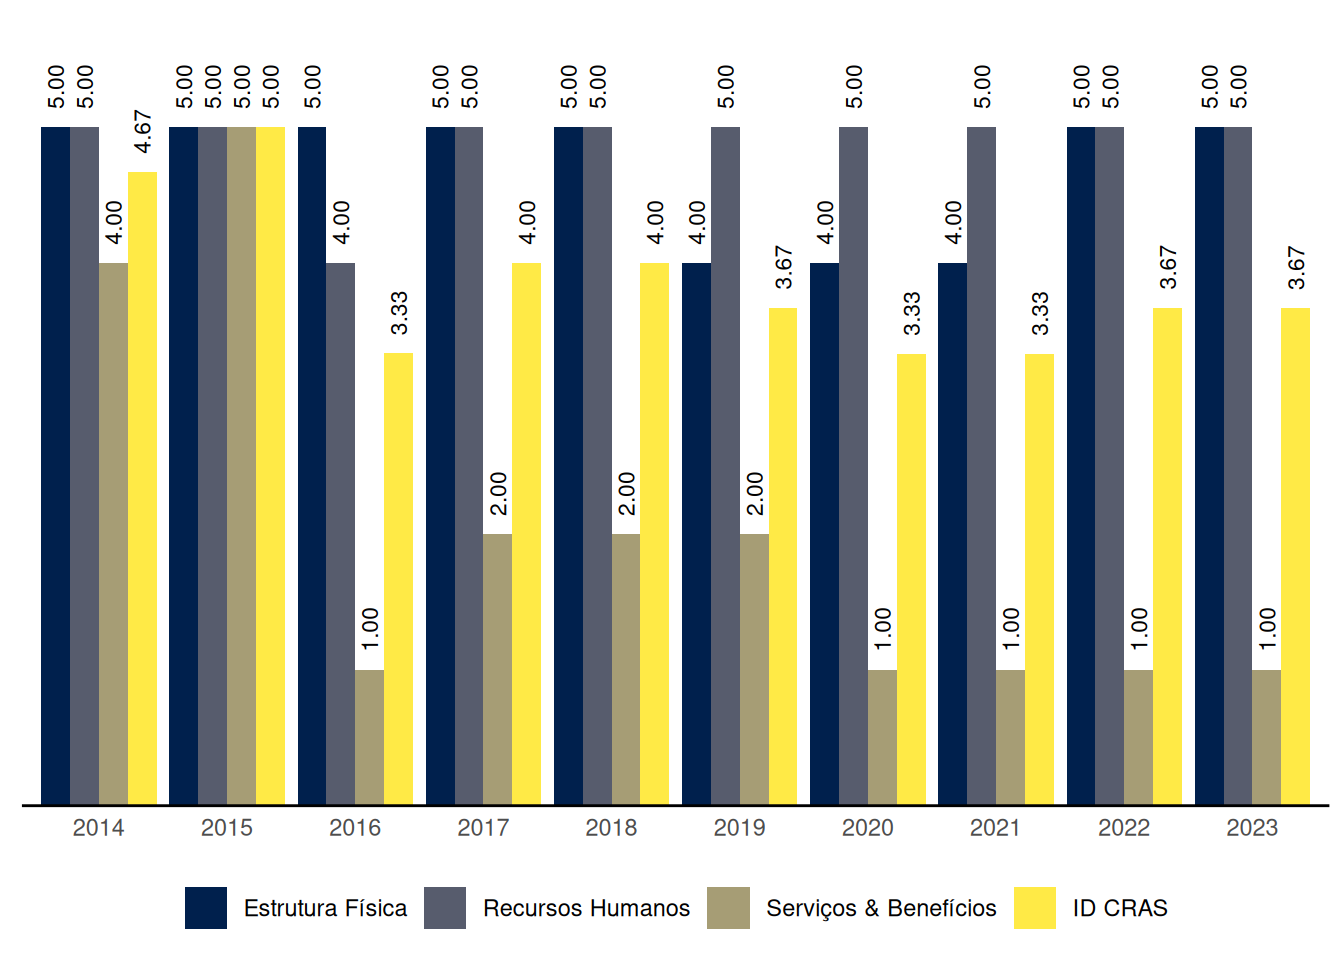 5.00 5.00 4.00 4.67 5.00 5.00 5.00 5.00 5.00 4.00 1.00 3.33 5.00 5.00 2.00 4.00 5.00 5.00 2.00 4.00 4.00 5.00 2.00 3.67 4.00 5.00 1.00 3.33 4.00 5.00 1.00 3.33 5.00 5.00 1.00 3.67 5.00 5.00 1.00 3.67
2014 2015 2016 2017 2018 2019 2020 2021 2022 2023
Estrutura Física Recursos Humanos Serviços & Benefícios ID CRAS